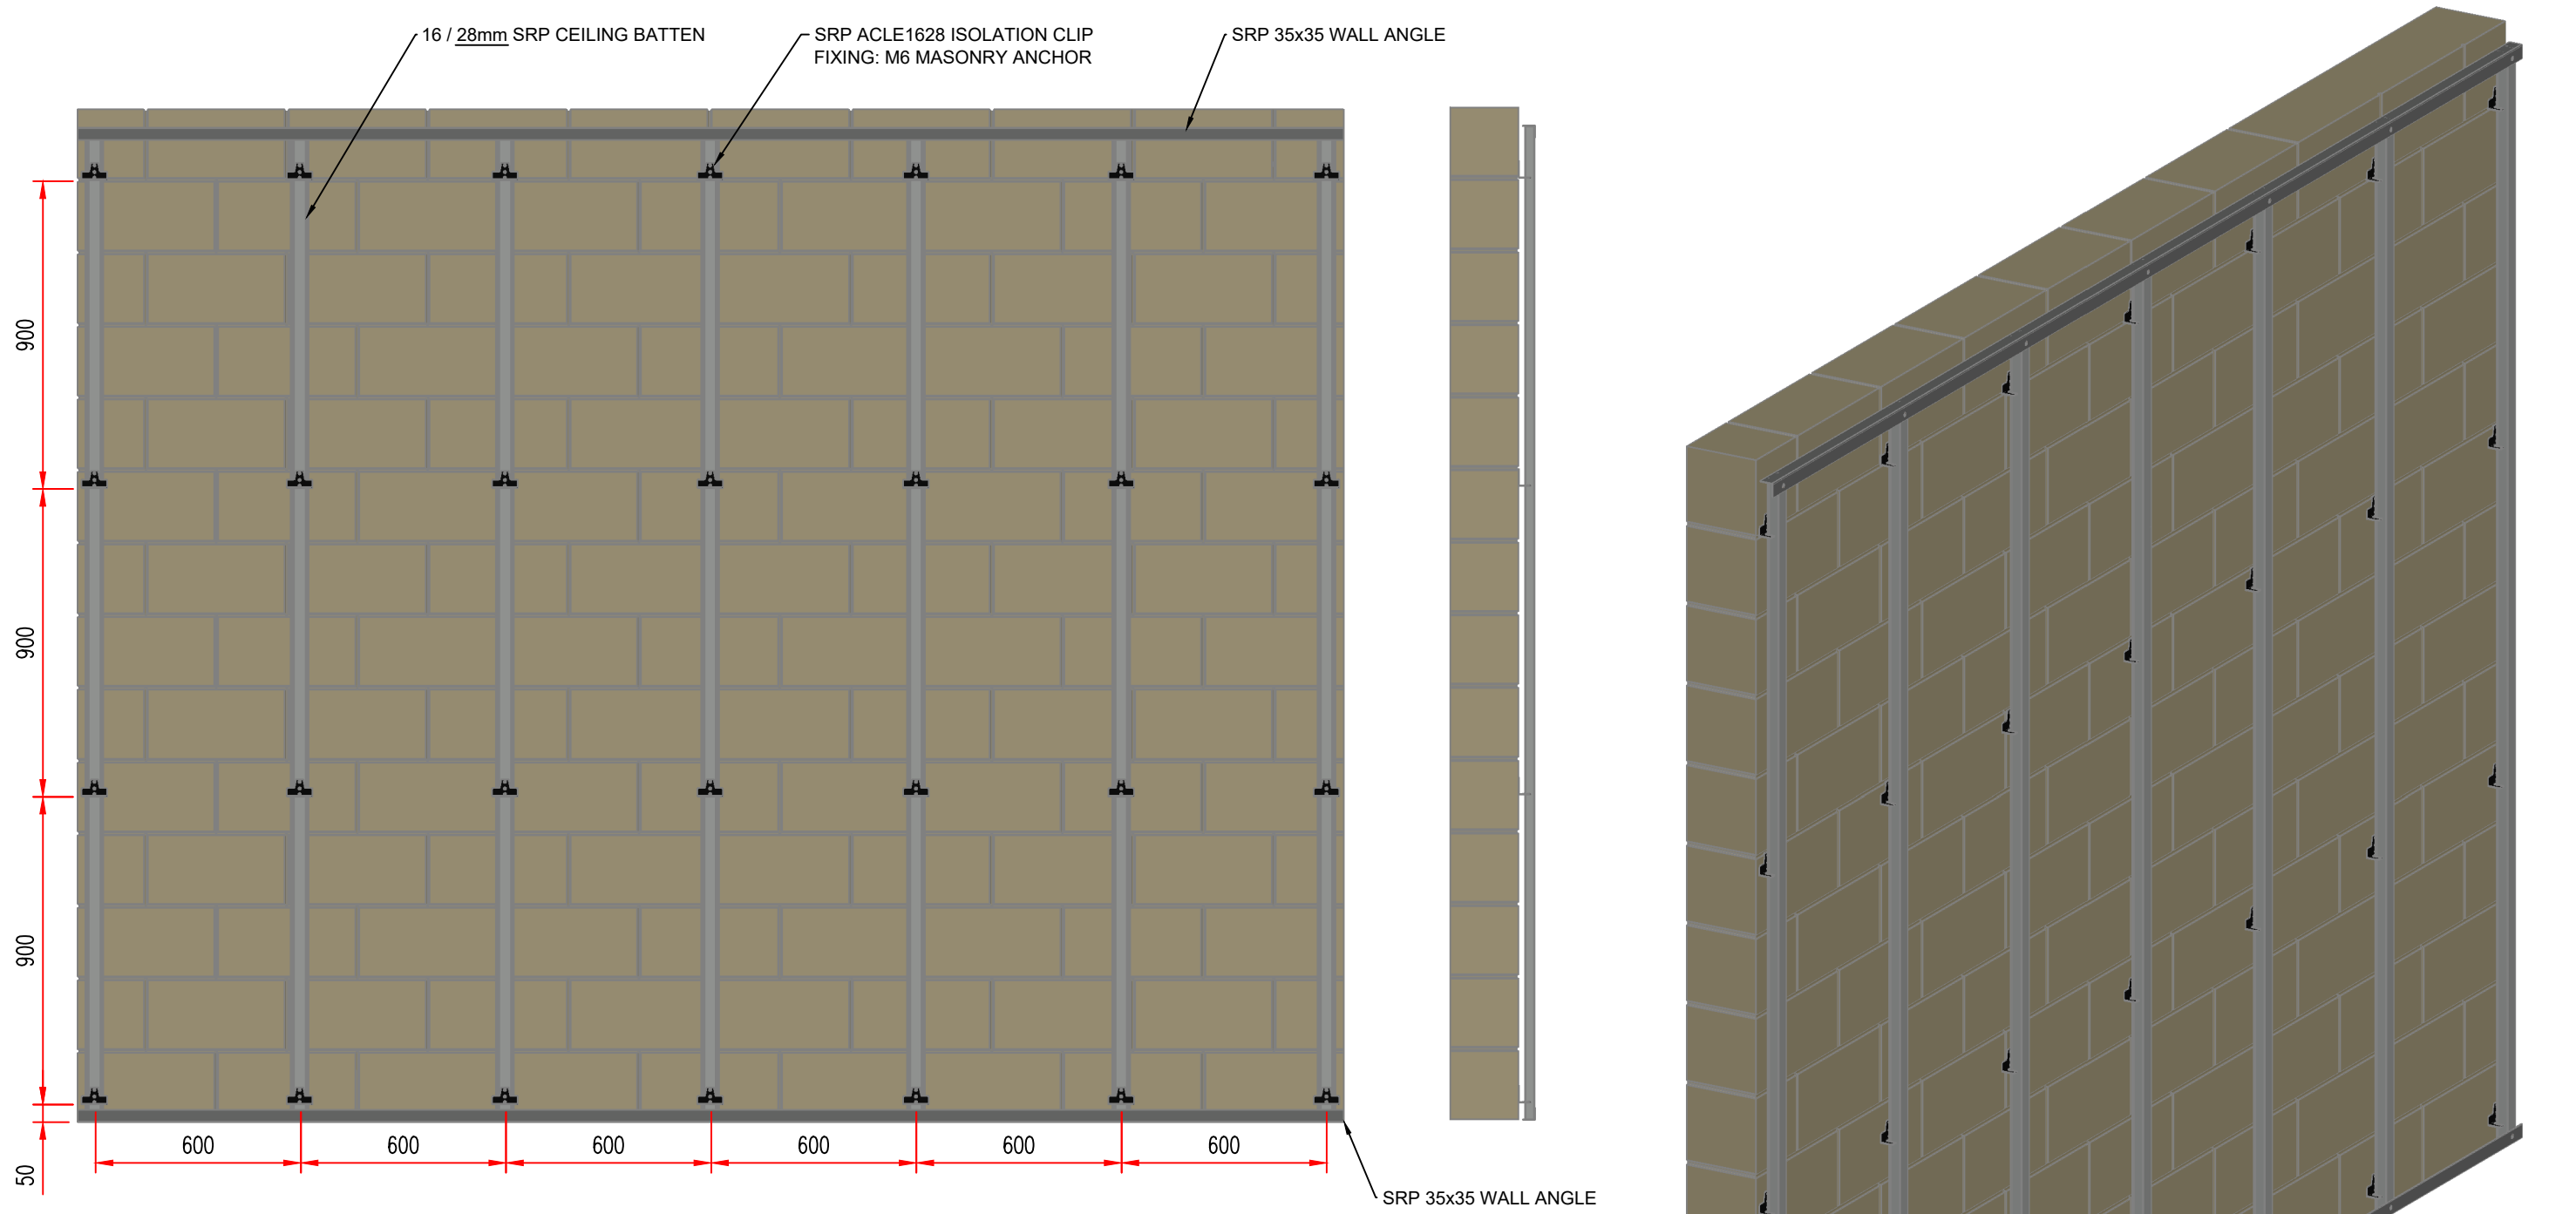 16 / 28mm SRP CEILING BATTEN
SRP ACLE1628 ISOLATION CLIP
FIXING: M6 MASONRY ANCHOR
SRP 35x35 WALL ANGLE
900
900
900
50
600
600
600
600
600
600
SRP 35x35 WALL ANGLE